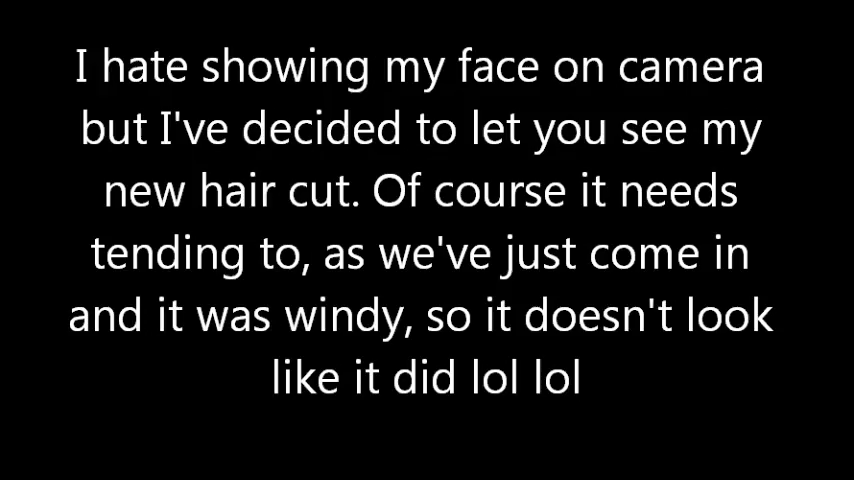 I hate showing my face on camera
but I've decided to let you see my
new hair cut. Of course it needs
tending to, as we've just come in
and it was windy, so it doesn't look
like it did lol lol